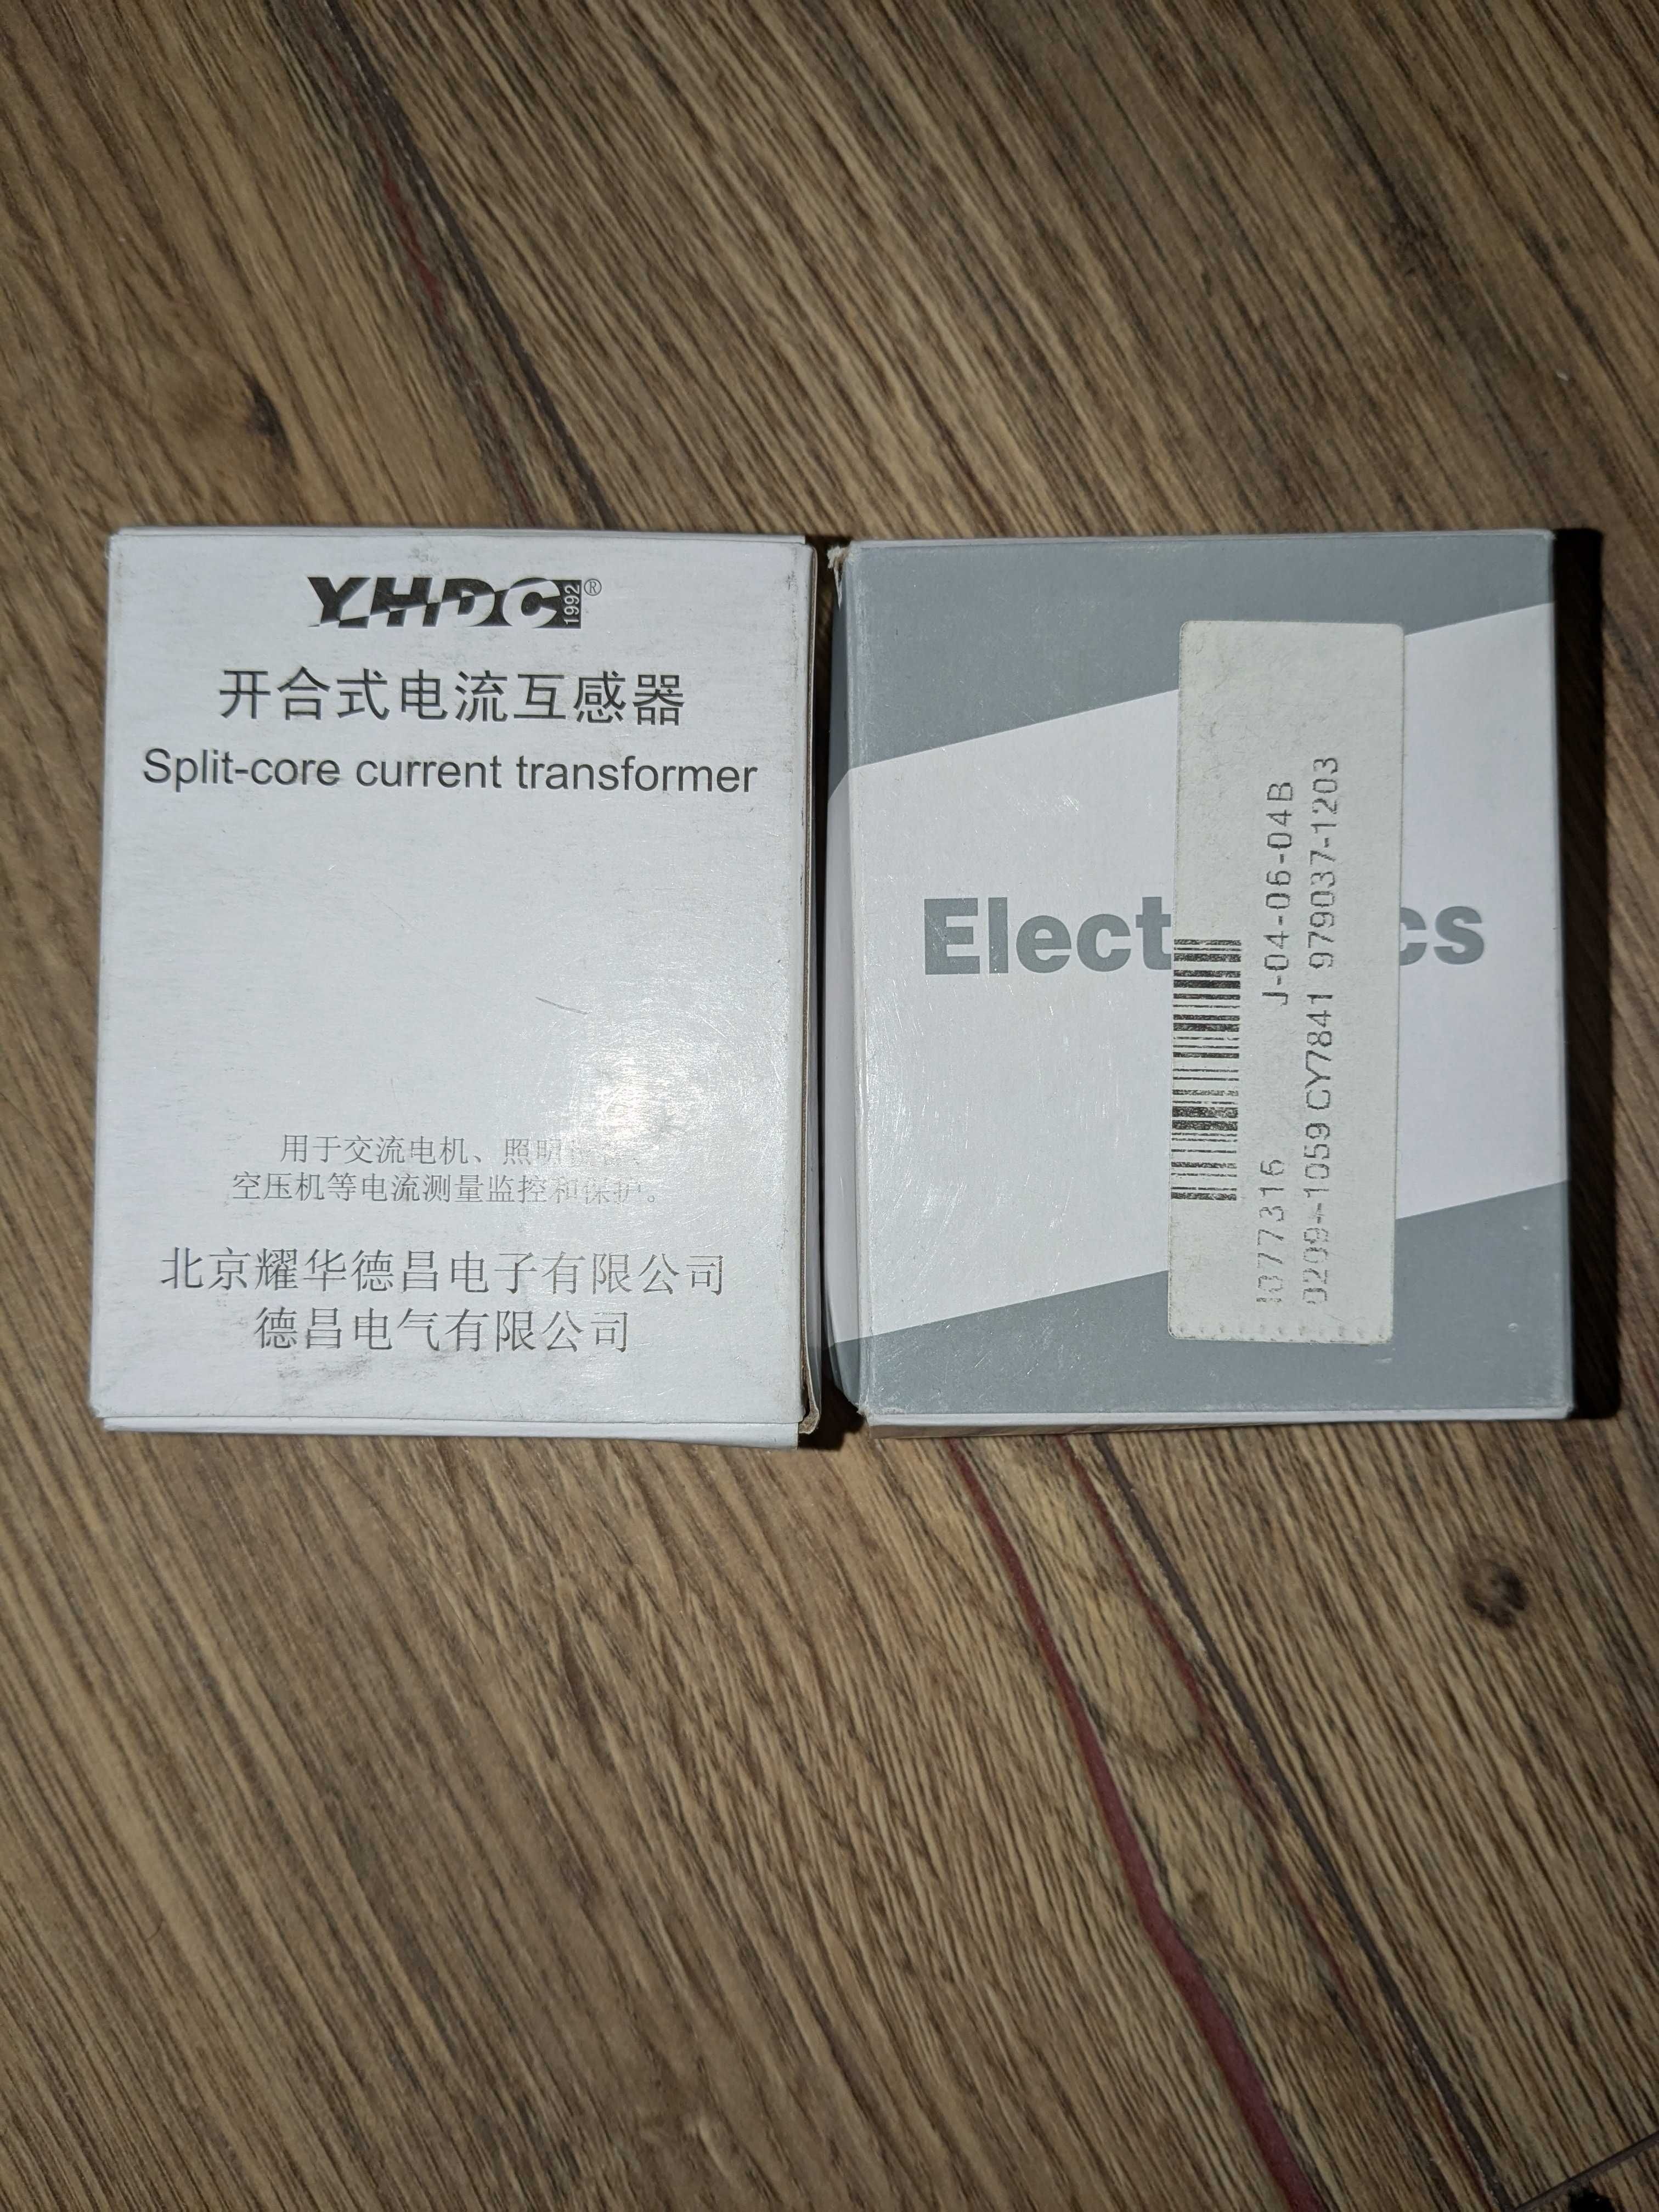 YHDC 1992 ®
开合式电流互感器
Split-core current transformer
用于交流电机、照明
空压机等电流测量监控和保护。
北京耀华德昌电子有限公司
德昌电气有限公司
Elect cs
J-04-06-04B
0209-1059 CY7841 979037-1203